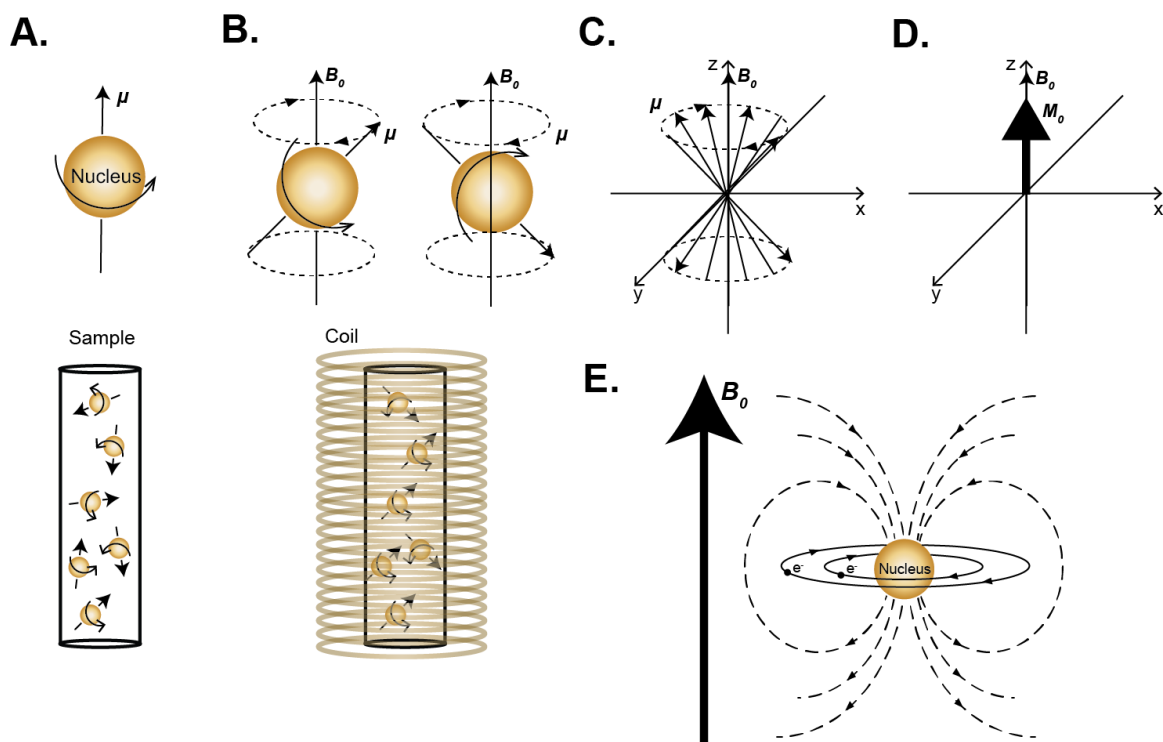 A.
μ
Nucleus
Sample
B.
B0
μ
B0
μ
Coil
C.
z
B0
μ
x
y
D.
z
B0
M0
x
y
E.
B0
e-
e-
Nucleus